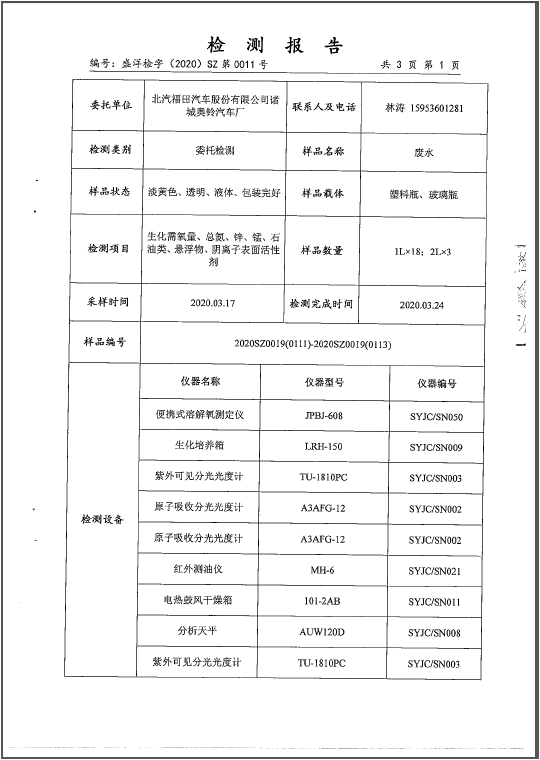 检 测 报 告
编号：盛洋检字（2020）SZ 第 0011 号
共 3 页 第 1 页
委托单位
北汽福田汽车股份有限公司诸
城奥铃汽车厂
联系人及电话
林涛 15953601281
检测类别
委托检测
样品名称
废水
样品状态
淡黄色、透明、液体、包装完好
样品载体
塑料瓶、玻璃瓶
检测项目
生化需氧量、总氮、锌、锰、石
油类、悬浮物、阴离子表面活性
剂
样品数量
1L×18；2L×3
采样时间
2020.03.17
检测完成时间
2020.03.24
样品编号
2020SZ0019(0111)-2020SZ0019(0113)
检测设备
仪器名称
仪器型号
仪器编号
便携式溶解氧测定仪
JPBJ-608
SYJC/SN050
生化培养箱
LRH-150
SYJC/SN009
紫外可见分光光度计
TU-1810PC
SYJC/SN003
原子吸收分光光度计
A3AFG-12
SYJC/SN002
原子吸收分光光度计
A3AFG-12
SYJC/SN002
红外测油仪
MH-6
SYJC/SN021
电热鼓风干燥箱
101-2AB
SYJC/SN011
分析天平
AUW120D
SYJC/SN008
紫外可见分光光度计
TU-1810PC
SYJC/SN003